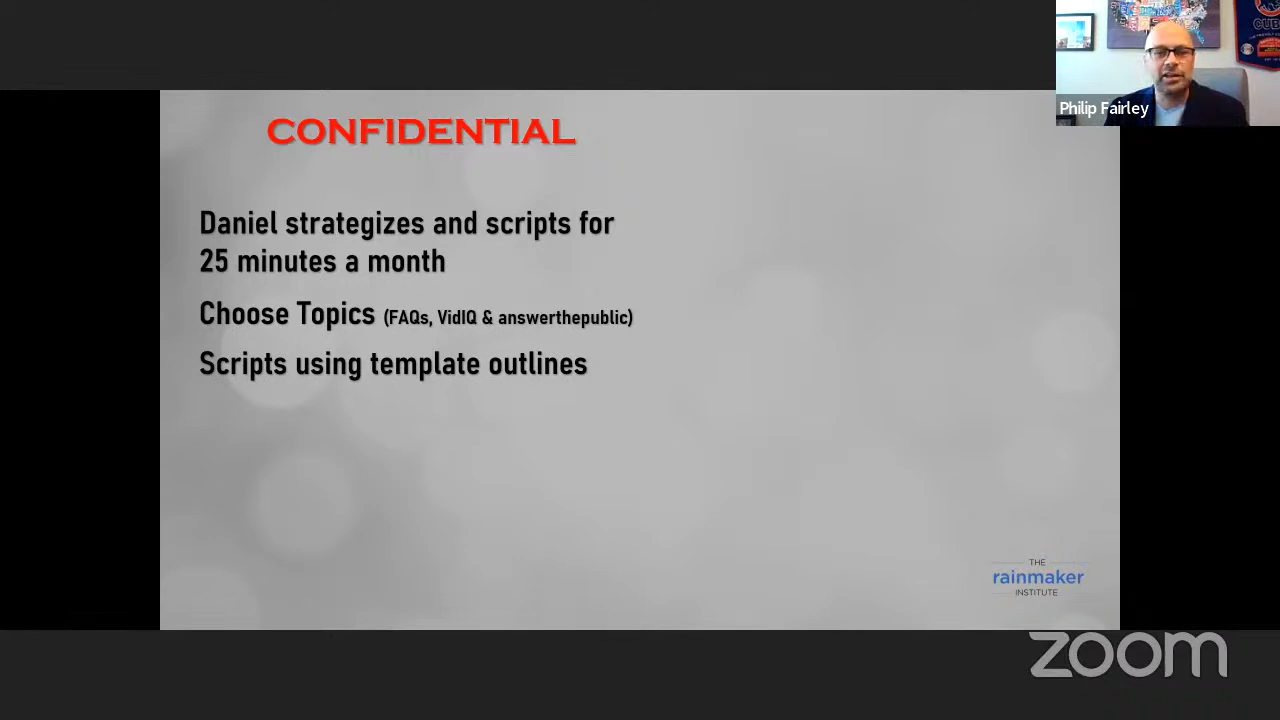 CUBS
Philip Fairley
CONFIDENTIAL
Daniel strategizes and scripts for
25 minutes a month
Choose Topics (FAQs, VidIQ & answerthepublic)
Scripts using template outlines
THE
rainmaker
INSTITUTE
zoom